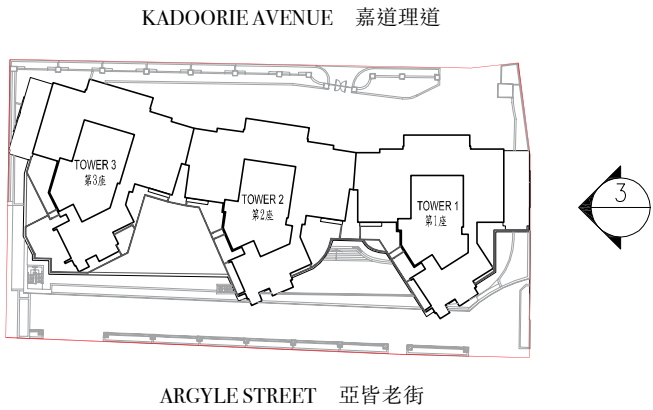 KADOORIE AVENUE 嘉道理道
TOWER 3
第3座
TOWER 2
第2座
TOWER 1
第1座
3
ARGYLE STREET 亞皆老街